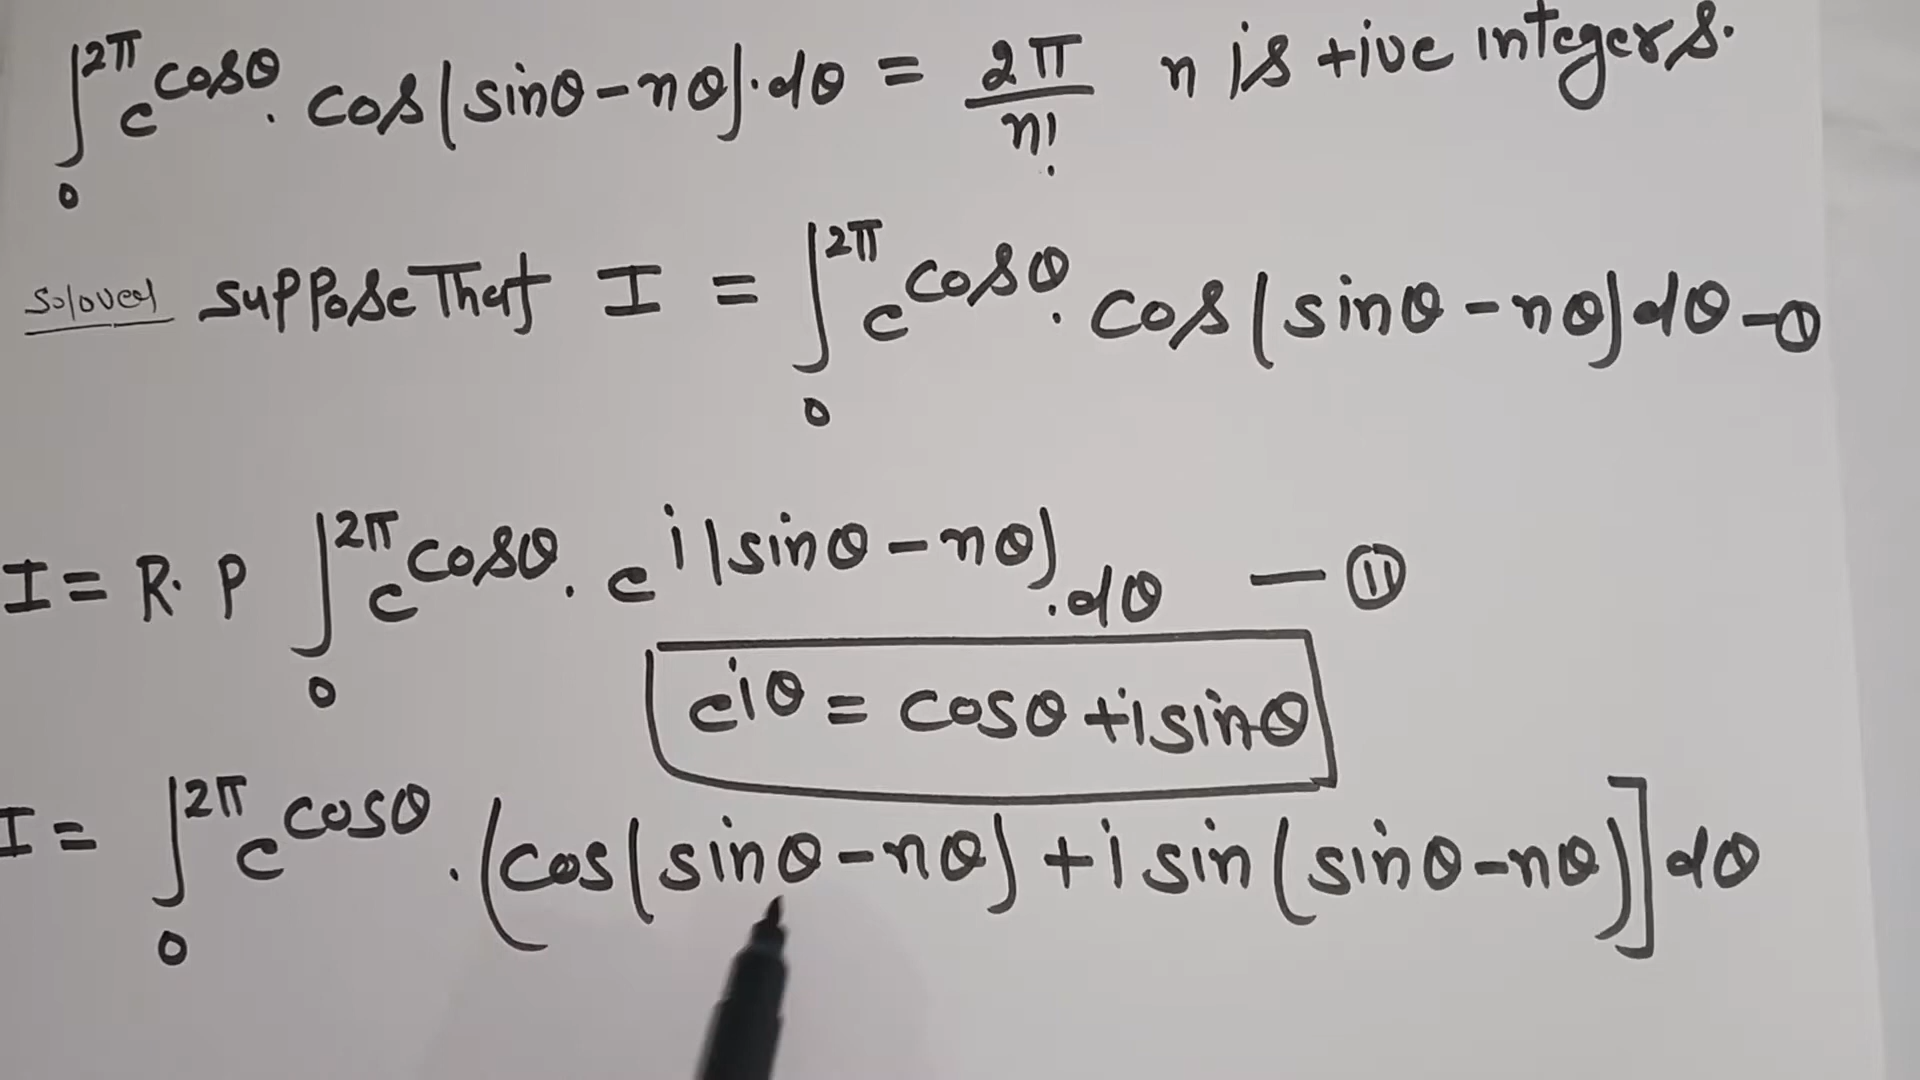 ∫₀^{2π} e^{cosθ}. cos(sinθ-nθ).dθ = 2π/n! n is +ive integers.
Soloved Suppose That I = ∫₀^{2π} e^{cosθ}. cos(sinθ-nθ)dθ -①
I = R.P ∫₀^{2π} e^{cosθ}. e^{i(sinθ-nθ)}.dθ — ⑪
e^{iθ} = cosθ+isinθ
I = ∫₀^{2π} e^{cosθ}. (cos(sinθ-nθ)+i sin(sinθ-nθ)]dθ